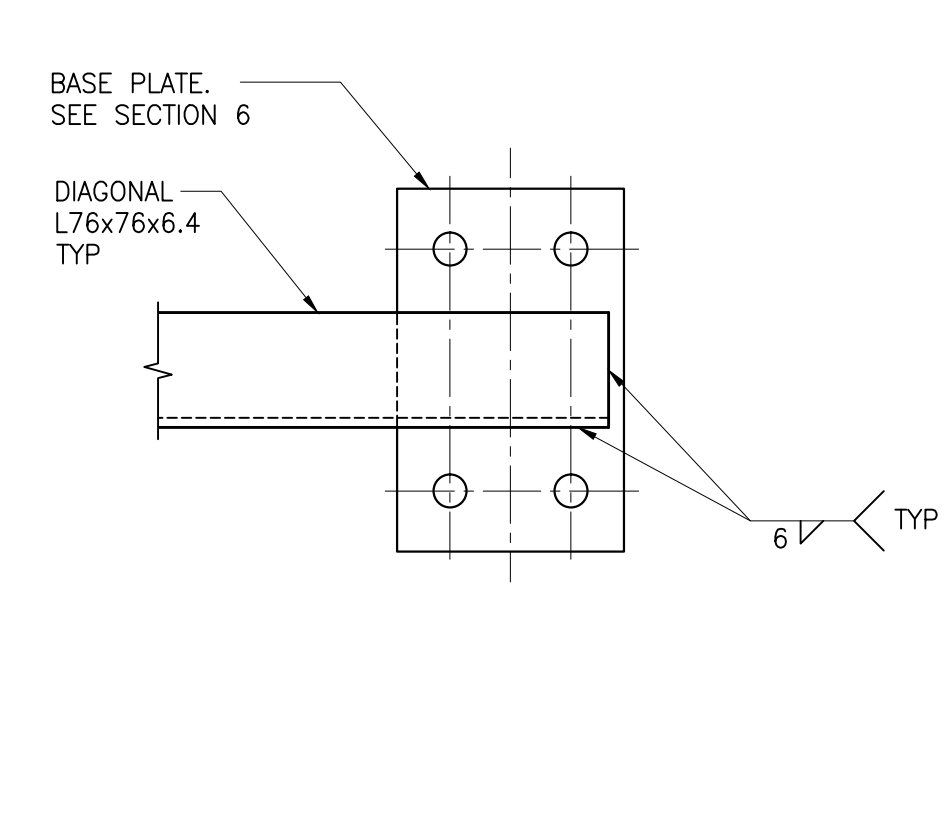 BASE PLATE.
SEE SECTION 6
DIAGONAL
L76x76x6.4
TYP
6
TYP